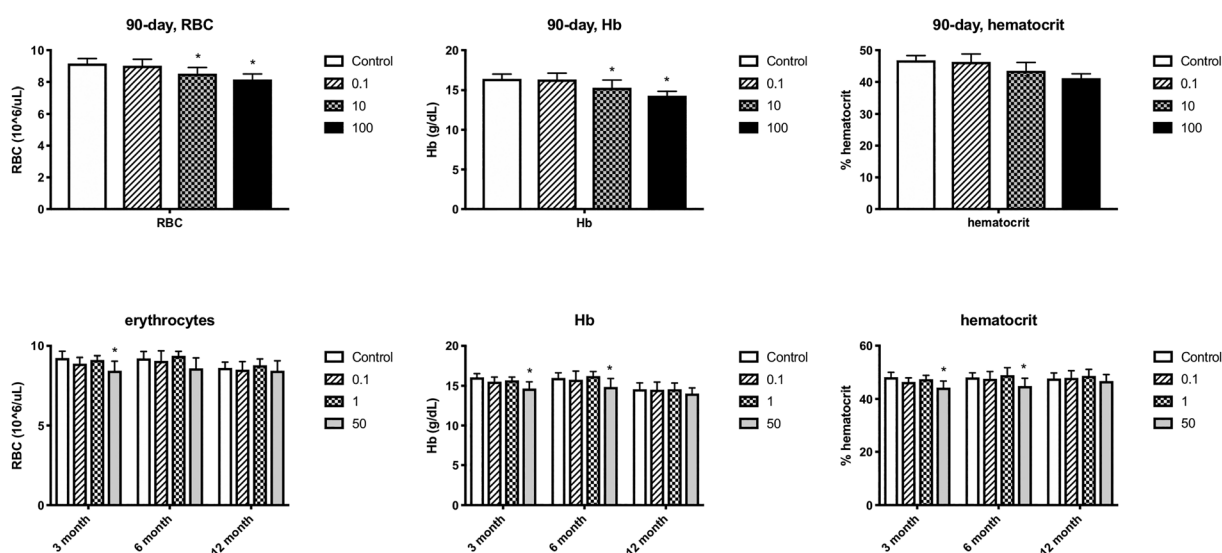 90-day, RBC
RBC (10^6/uL)
10
8
6
4
2
0
*
*
RBC
Control
0.1
10
100
90-day, Hb
Hb (g/dL)
20
15
10
5
0
*
*
Hb
Control
0.1
10
100
90-day, hematocrit
% hematocrit
50
40
30
20
10
0
hematocrit
Control
0.1
10
100
erythrocytes
RBC (10^6/uL)
10
5
0
*
3 month
6 month
12 month
Control
0.1
1
50
Hb
Hb (g/dL)
20
15
10
5
0
*
*
3 month
6 month
12 month
Control
0.1
1
50
hematocrit
% hematocrit
60
40
20
0
*
*
3 month
6 month
12 month
Control
0.1
1
50